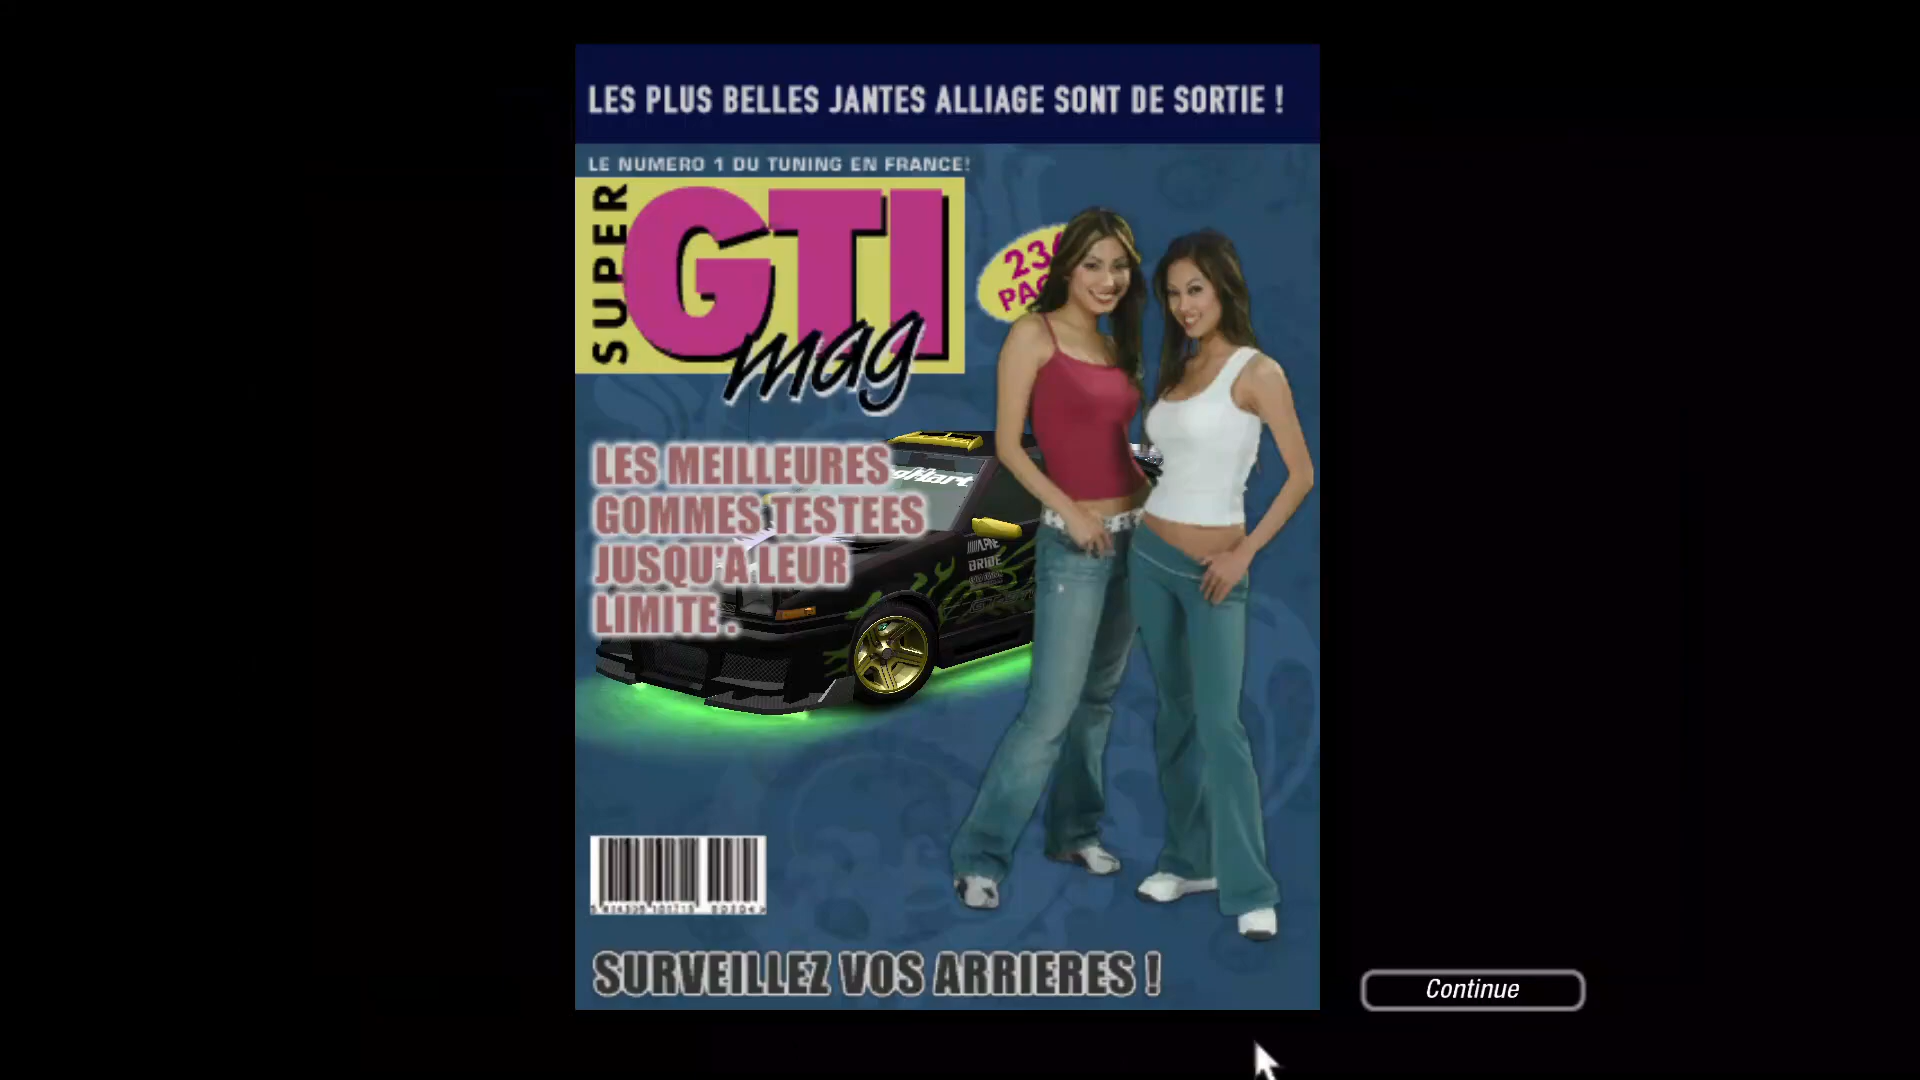 LES PLUS BELLES JANTES ALLIAGE SONT DE SORTIE !
LE NUMERO 1 DU TUNING EN FRANCE!
SUPER
GTI
mag
LES MEILLEURES
GOMMES TESTEES
JUSQU'A LEUR
LIMITE .
BRIDE
SURVEILLEZ VOS ARRIERES !
Continue